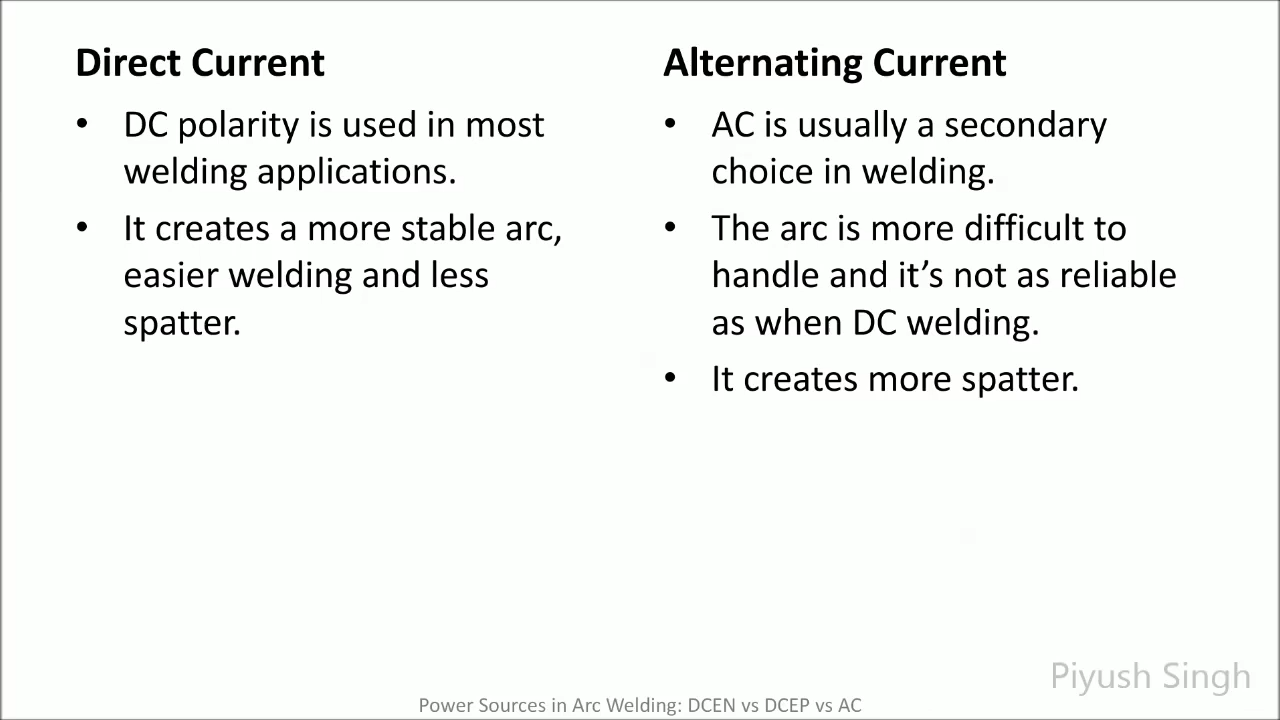 Direct Current
• DC polarity is used in most
welding applications.
• It creates a more stable arc,
easier welding and less
spatter.
Alternating Current
• AC is usually a secondary
choice in welding.
• The arc is more difficult to
handle and it’s not as reliable
as when DC welding.
• It creates more spatter.
Piyush Singh
Power Sources in Arc Welding: DCEN vs DCEP vs AC